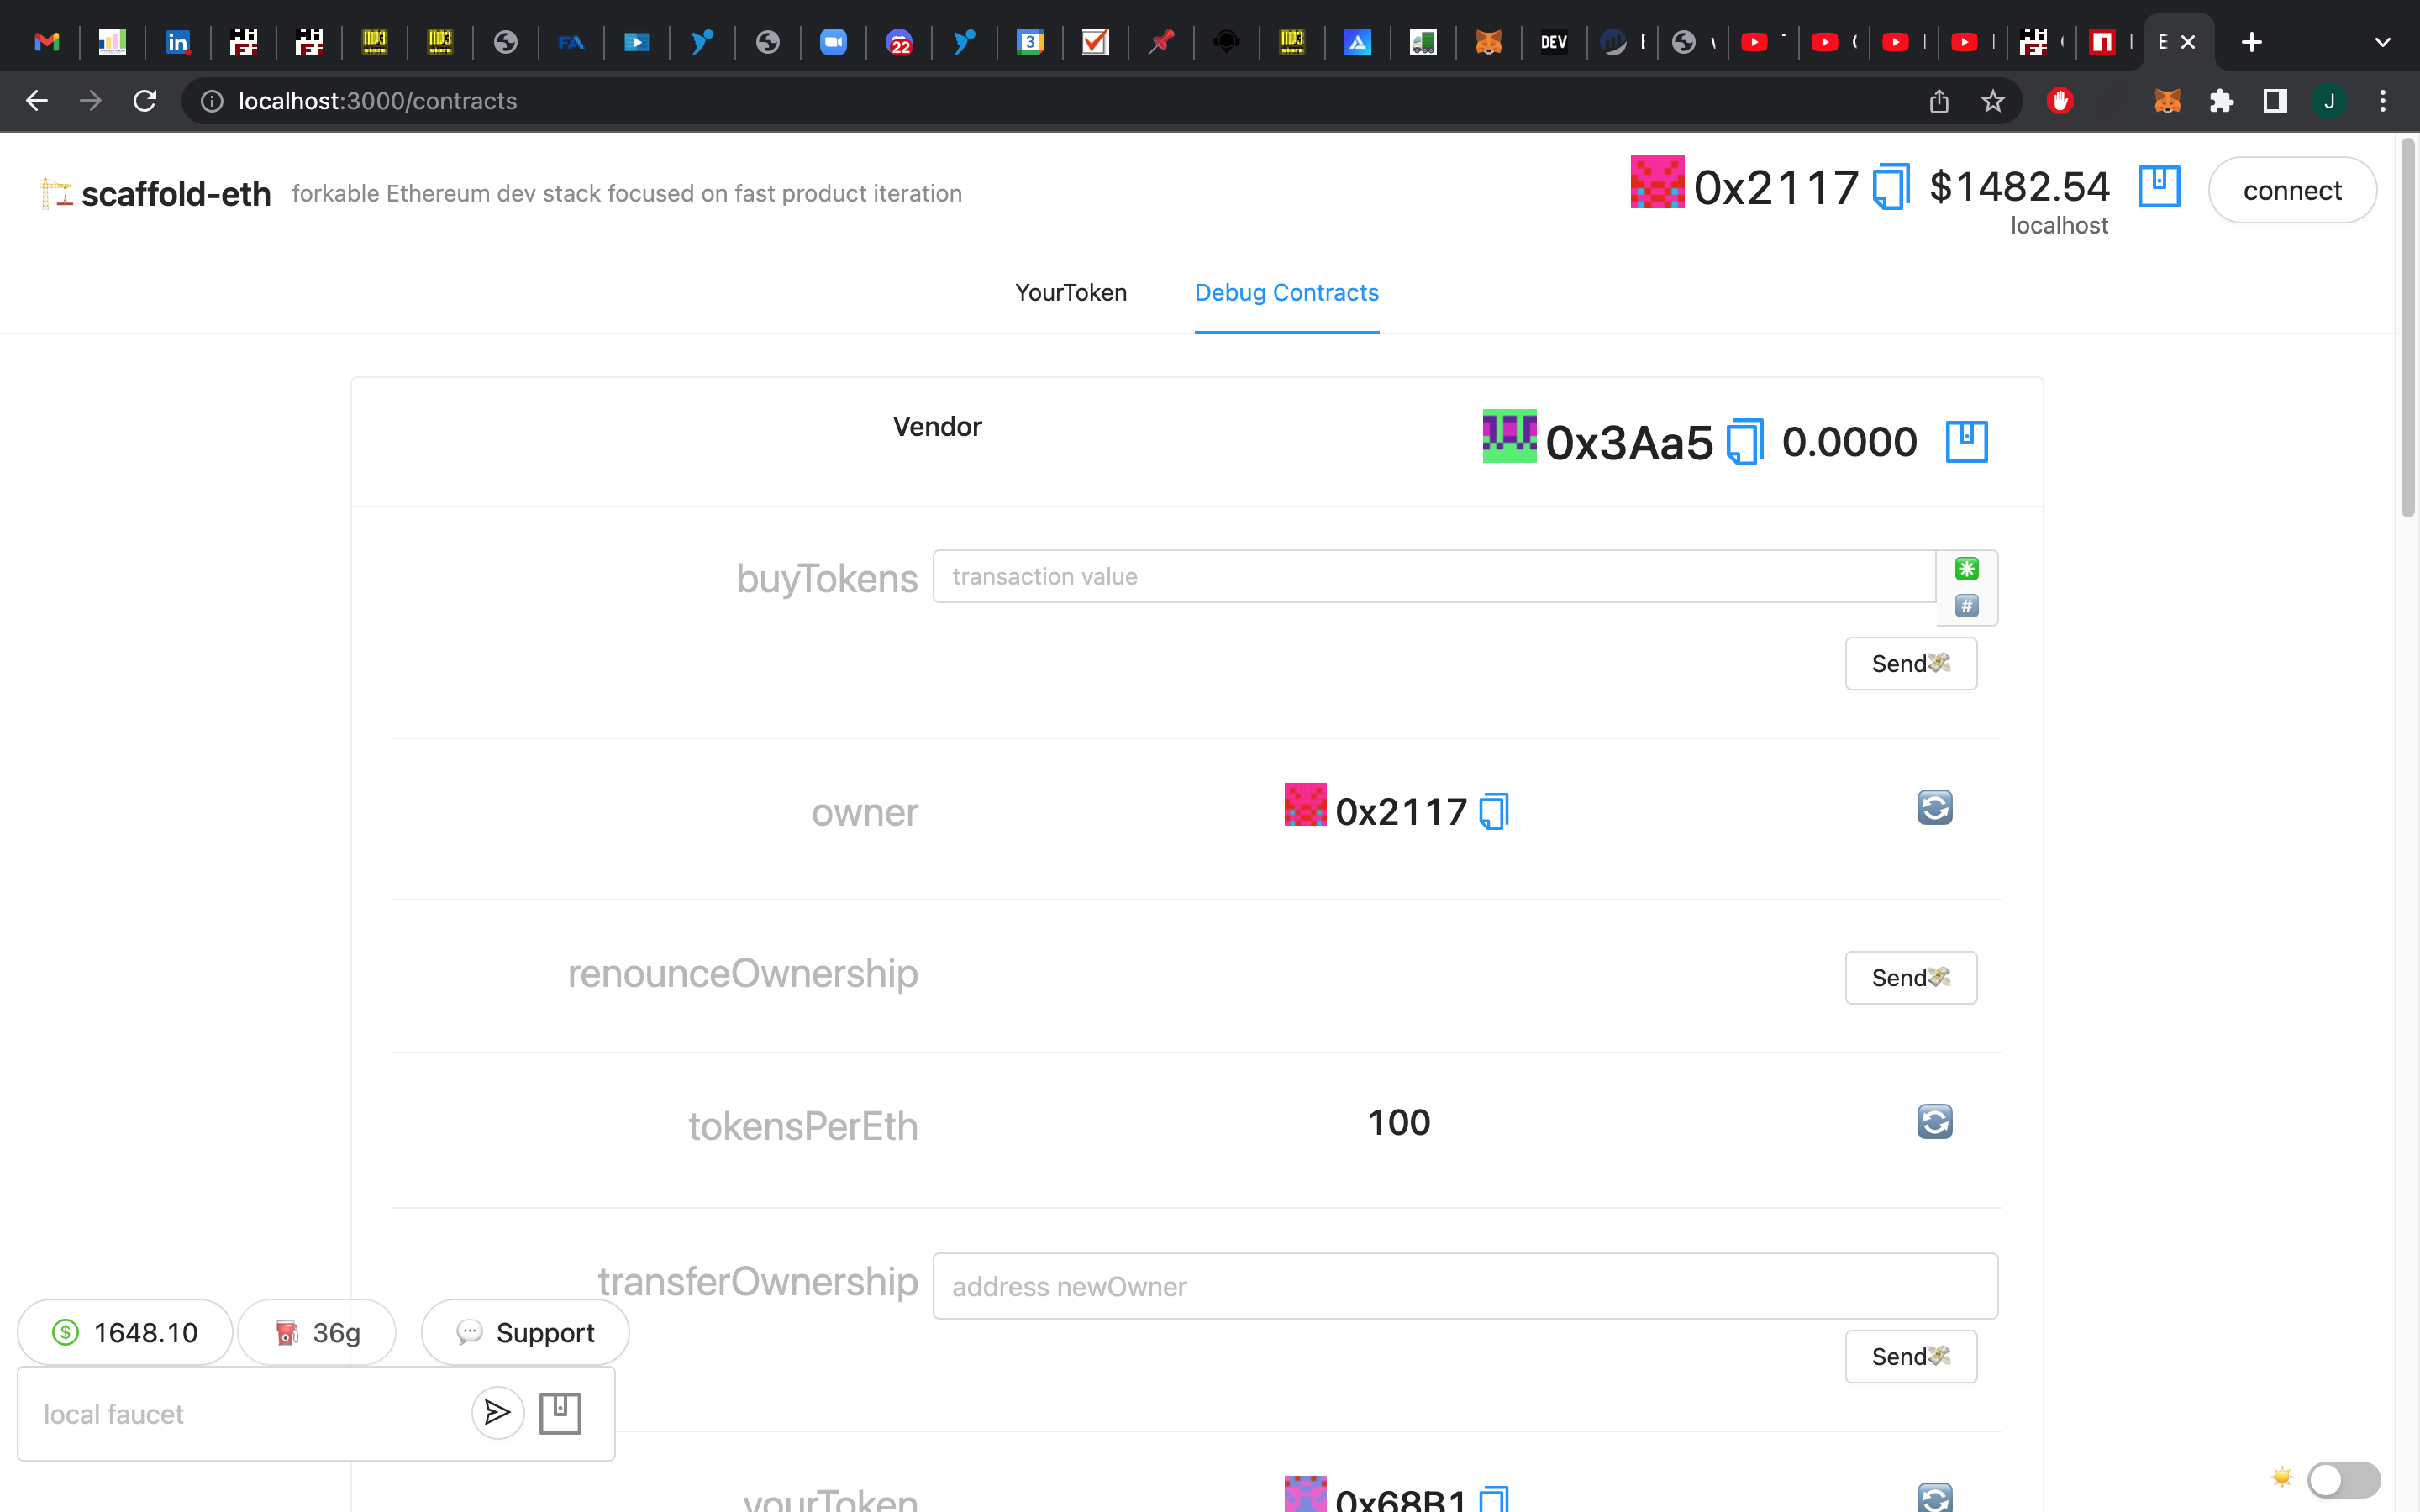 22
3
DEV
E
localhost:3000/contracts
J
scaffold-eth forkable Ethereum dev stack focused on fast product iteration
0x2117 $1482.54 connect
localhost
YourToken Debug Contracts
Vendor 0x3Aa5 0.0000
buyTokens transaction value
#
Send
owner 0x2117
renounceOwnership Send
tokensPerEth 100
transferOwnership address newOwner
Send
$ 1648.10 36g Support
local faucet
yourToken 0x68B1